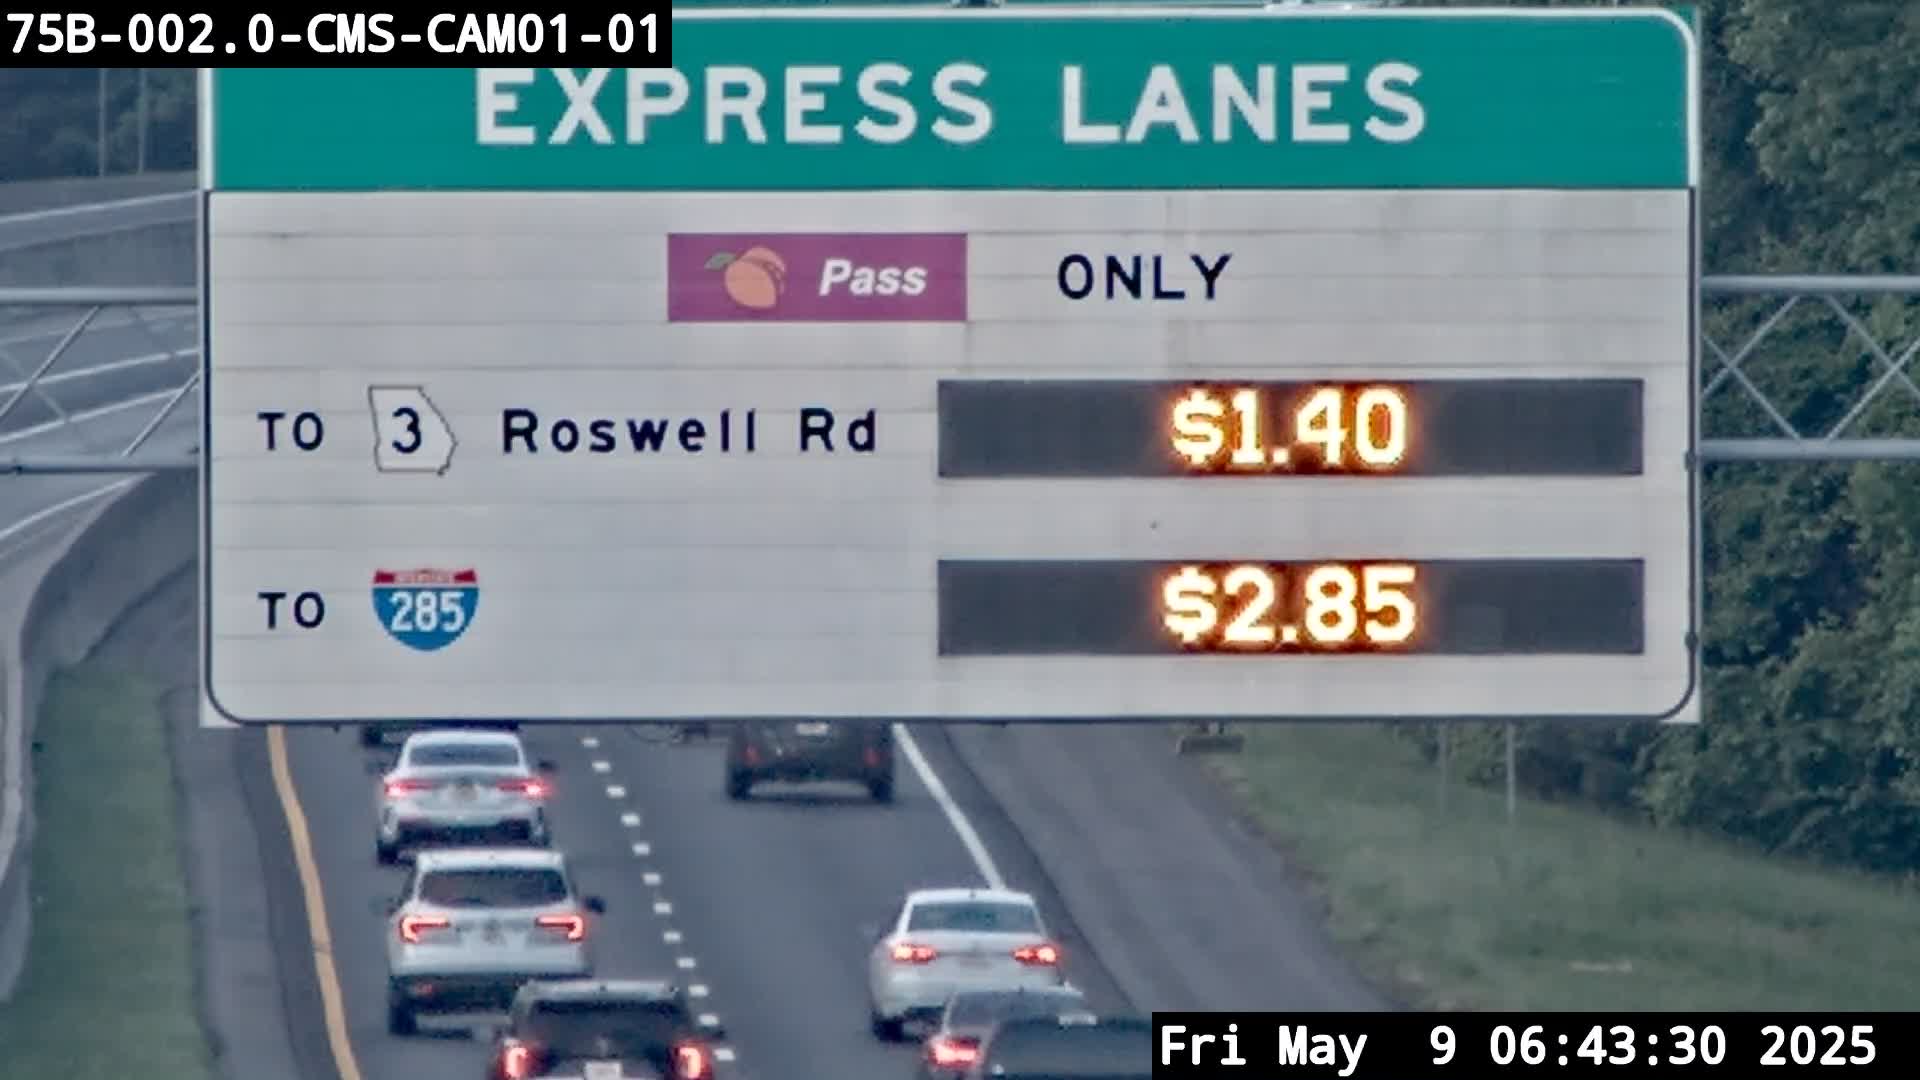 75B-002.0-CMS-CAM01-01
EXPRESS LANES
Pass ONLY
TO 3 Roswell Rd $1.40
TO 285 $2.85
Fri May 9 06:43:30 2025